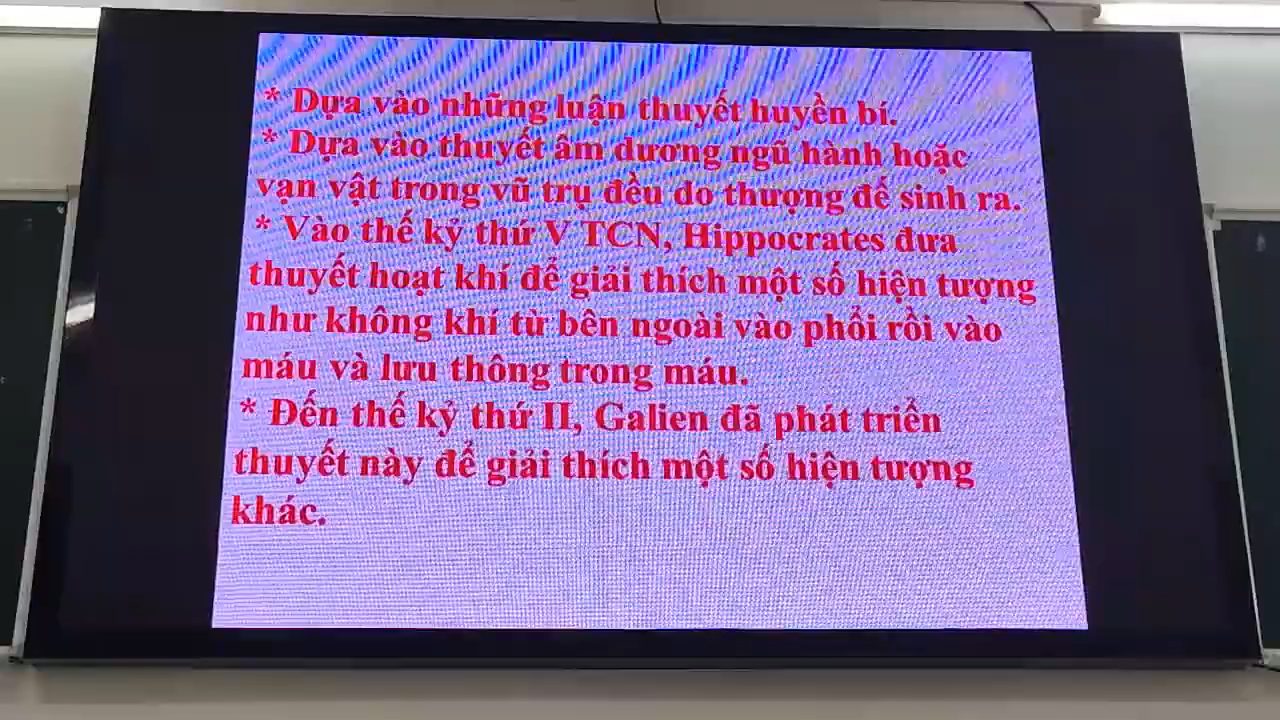 * Dựa vào những luận thuyết huyền bí.
* Dựa vào thuyết âm dương ngũ hành hoặc
vạn vật trong vũ trụ đều do thượng đế sinh ra.
* Vào thế kỷ thứ V TCN, Hippocrates đưa
thuyết hoạt khí để giải thích một số hiện tượng
như không khí từ bên ngoài vào phổi rồi vào
máu và lưu thông trong máu.
* Đến thế kỷ thứ II, Galien đã phát triển
thuyết này để giải thích một số hiện tượng
khác.